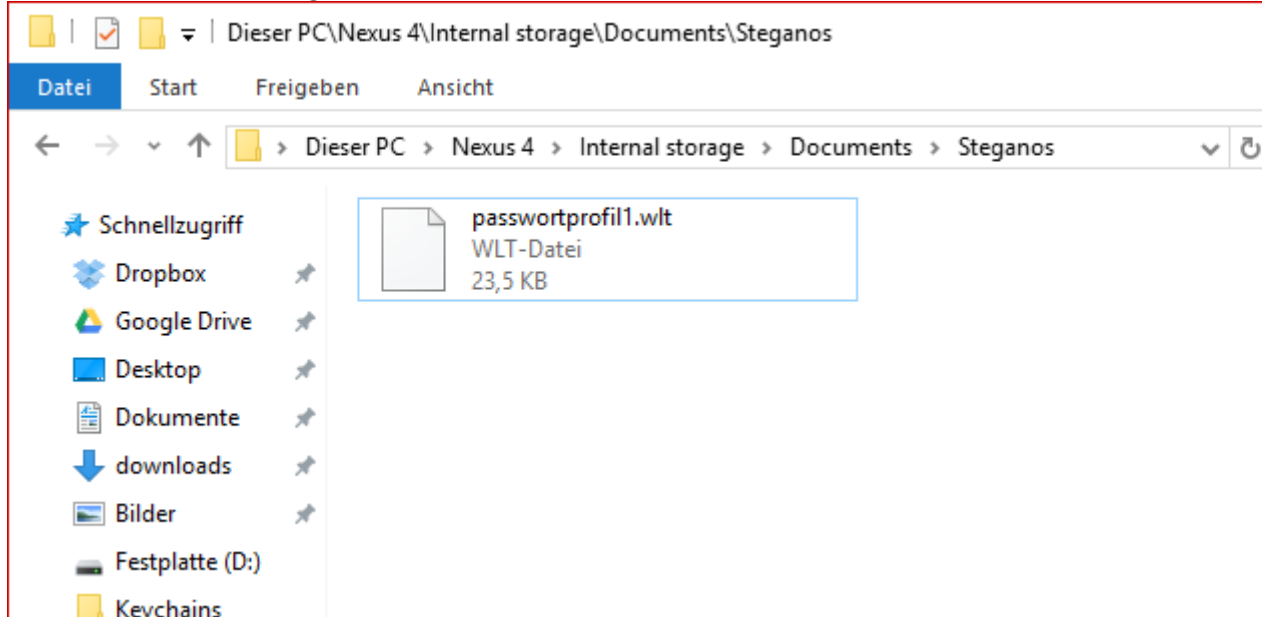 Dieser PC\Nexus 4\Internal storage\Documents\Steganos
Datei Start Freigeben Ansicht
Dieser PC > Nexus 4 > Internal storage > Documents > Steganos
Schnellzugriff
Dropbox
Google Drive
Desktop
Dokumente
downloads
Bilder
Festplatte (D:)
Keychains
passwortprofil1.wlt
WLT-Datei
23,5 KB